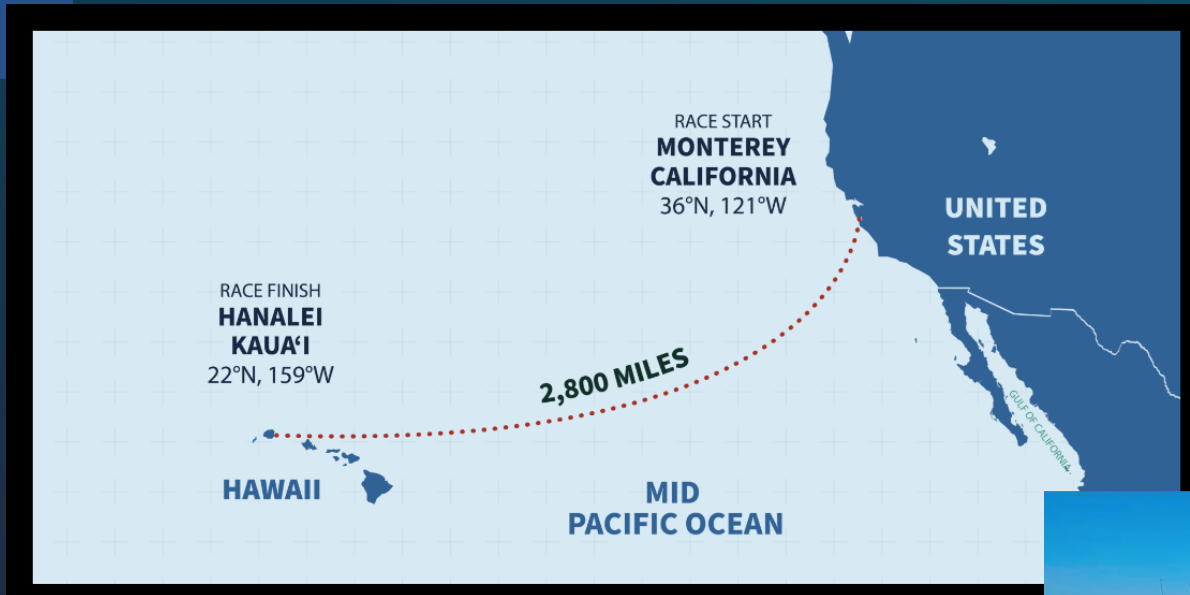 RACE START
MONTEREY
CALIFORNIA
36°N, 121°W
UNITED
STATES
RACE FINISH
HANALEI
KAUAʻI
22°N, 159°W
2,800 MILES
GULF OF CALIFORNIA
HAWAII
MID
PACIFIC OCEAN